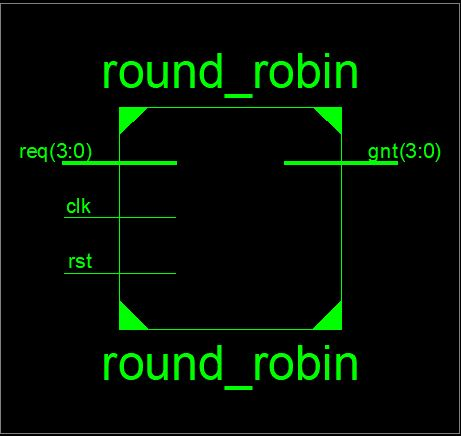 round_robin
req(3:0)
gnt(3:0)
clk
rst
round_robin